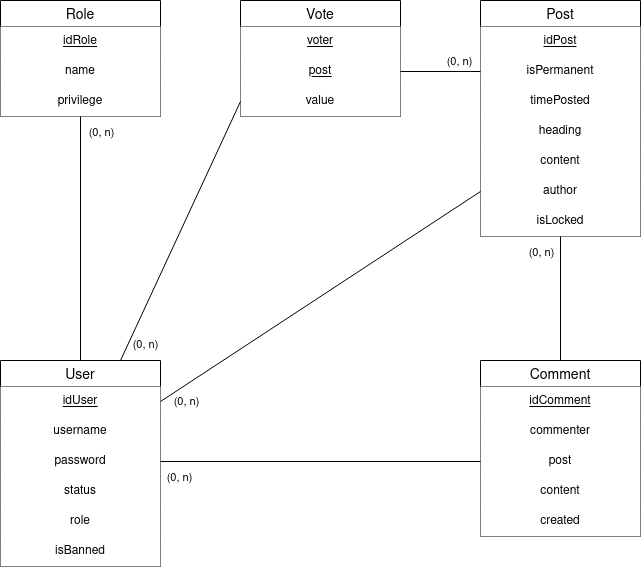 Role
idRole
name
privilege
(0, n)
Vote
voter
post
value
(0, n)
Post
idPost
isPermanent
timePosted
heading
content
author
isLocked
(0, n)
(0, n)
User
idUser
username
password
status
role
isBanned
(0, n)
(0, n)
Comment
idComment
commenter
post
content
created